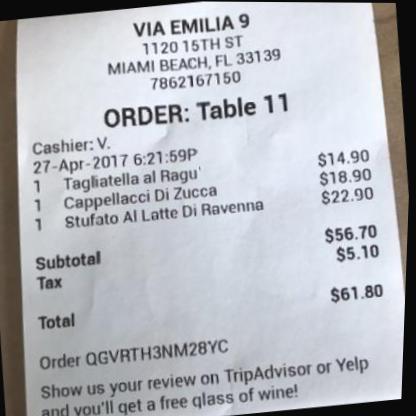 VIA EMILIA 9
1120 15TH ST
MIAMI BEACH, FL 33139
7862167150
ORDER: Table 11
Cashier: V.
27-Apr-2017 6:21:59P
1 Tagliatella al Ragu' $14.90
1 Cappellacci Di Zucca $18.90
1 Stufato Al Latte Di Ravenna $22.90
Subtotal $56.70
Tax $5.10
Total $61.80
Order QGVRTH3NM28YC
Show us your review on TripAdvisor or Yelp
and you'll get a free glass of wine!